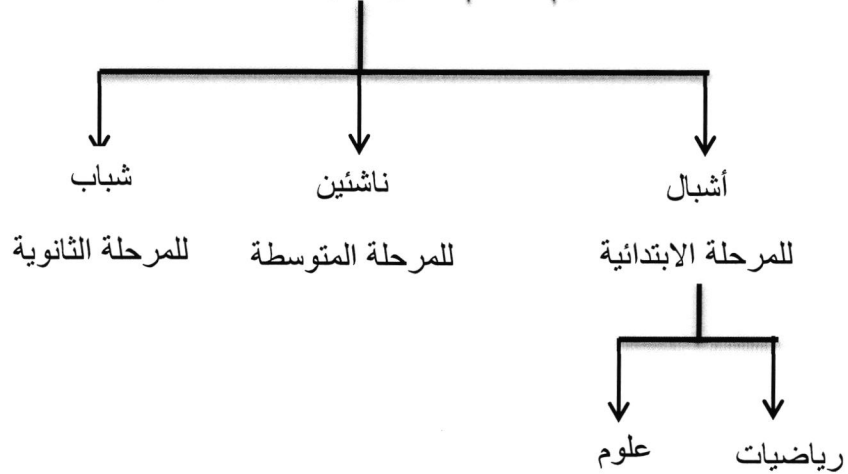 أشبال
ناشئين
شباب
للمرحلة الابتدائية
للمرحلة المتوسطة
للمرحلة الثانوية
رياضيات
علوم